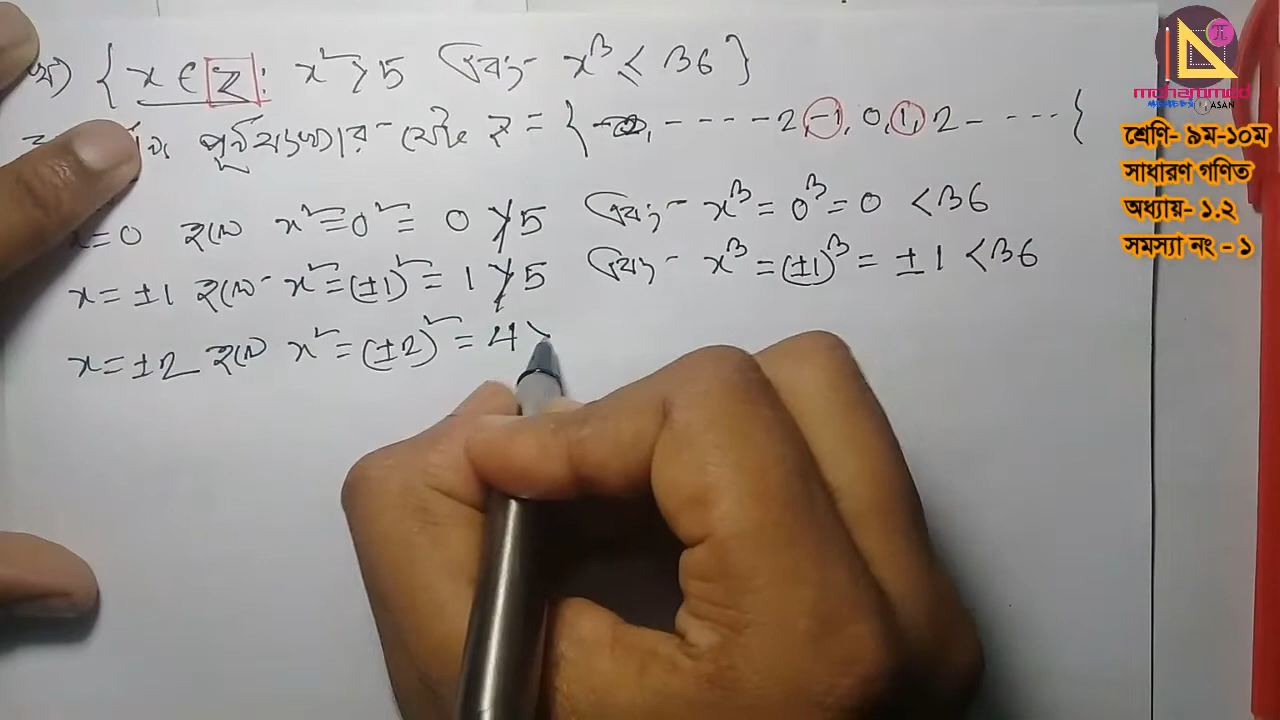 { x ∈ Z : x² > 5 এবং x³ ≤ 36 }
পূর্ণসংখ্যার সেট Z = { - - - - - 2, -1, 0, 1, 2 - - - - - }
x = 0 হলে x² = 0² = 0 ≯ 5 এবং x³ = 0³ = 0 < 36
x = ±1 হলে x² = (±1)² = 1 ≯ 5 এবং x³ = (±1)³ = ±1 < 36
x = ±2 হলে x² = (±2)² = 4
mohammed
ASAN
শ্রেণি- ৯ম-১০ম
সাধারণ গণিত
অধ্যায়- ১.২
সমস্যা নং - ১